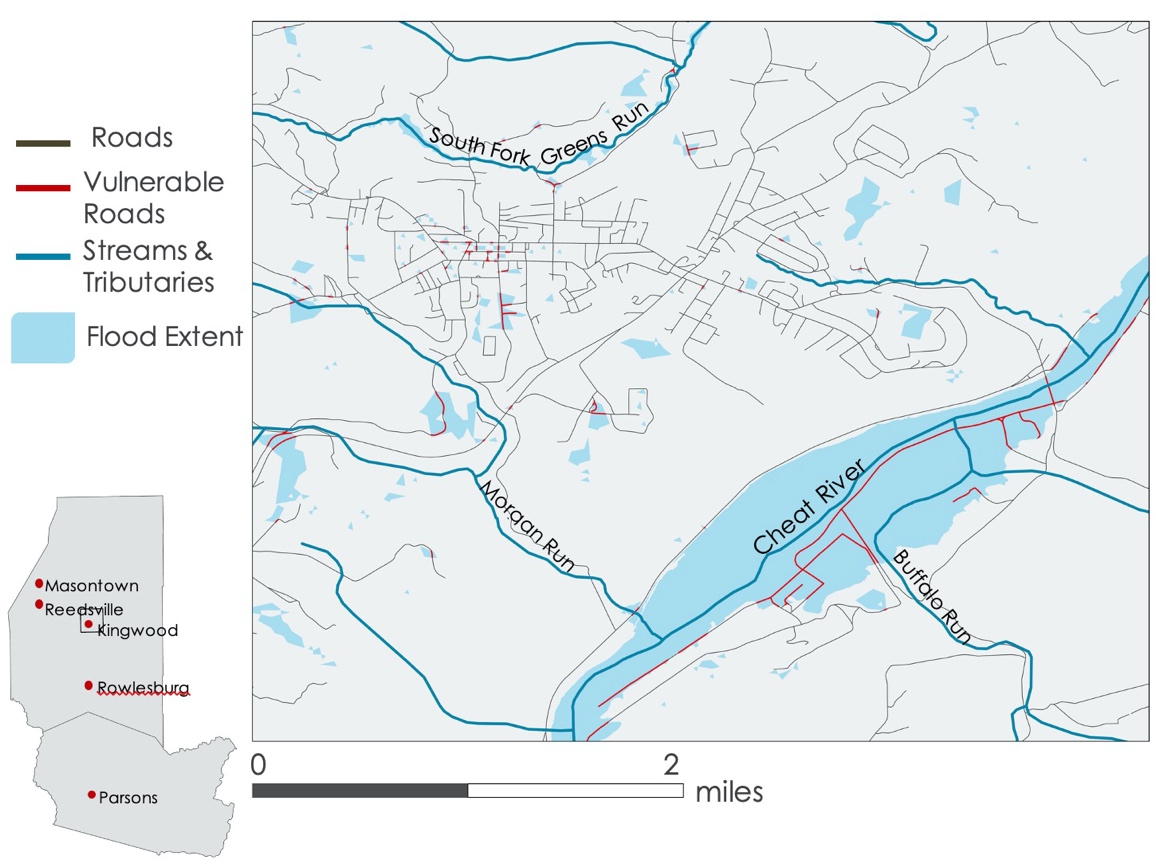 Roads
Vulnerable
Roads
Streams &
Tributaries
Flood Extent
South Fork Greens Run
Cheat River
Morgan Run
Buffalo Run
Masontown
Reedsville
Kingwood
Rowlesburg
Parsons
0 2
miles